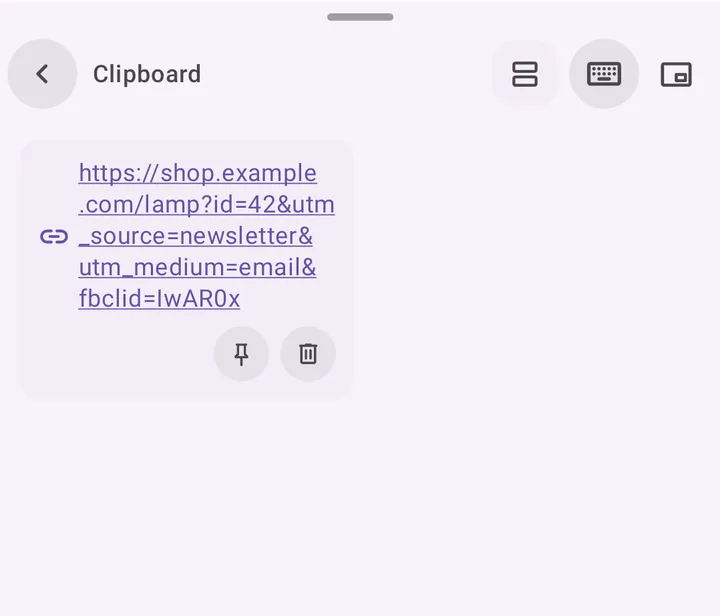 Clipboard
https://shop.example
.com/lamp?id=42&utm
_source=newsletter&
utm_medium=email&
fbclid=IwAR0x